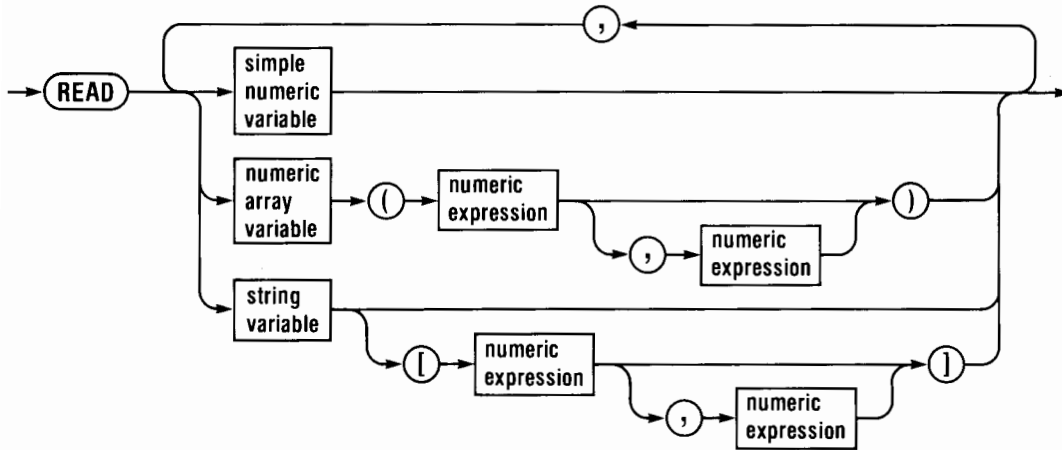 ,
READ
simple
numeric
variable
numeric
array
variable
(
numeric
expression
,
numeric
expression
)
string
variable
[
numeric
expression
,
numeric
expression
]